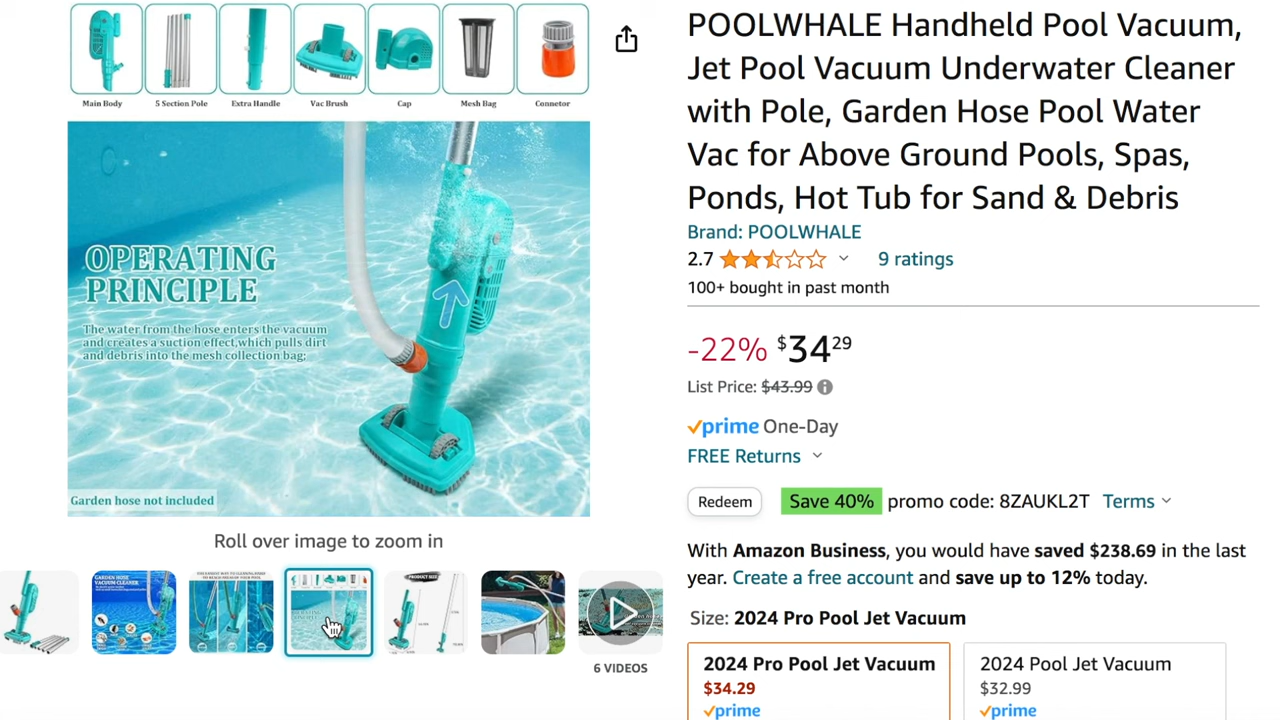 Main Body
5 Section Pole
Extra Handle
Vac Brush
Cap
Mesh Bag
Connetor
OPERATING
PRINCIPLE
The water from the hose enters the vacuum
and creates a suction effect,which pulls dirt
and debris into the mesh collection bag;
Garden hose not included
Roll over image to zoom in
GARDEN HOSE
VACUUM CLEANER
PRODUCT SIZE
6 VIDEOS
POOLWHALE Handheld Pool Vacuum,
Jet Pool Vacuum Underwater Cleaner
with Pole, Garden Hose Pool Water
Vac for Above Ground Pools, Spas,
Ponds, Hot Tub for Sand & Debris
Brand: POOLWHALE
2.7 9 ratings
100+ bought in past month
-22% $34 29
List Price: $43.99
prime One-Day
FREE Returns
Redeem Save 40% promo code: 8ZAUKL2T Terms
With Amazon Business, you would have saved $238.69 in the last
year. Create a free account and save up to 12% today.
Size: 2024 Pro Pool Jet Vacuum
2024 Pro Pool Jet Vacuum
$34.29
prime
2024 Pool Jet Vacuum
$32.99
prime